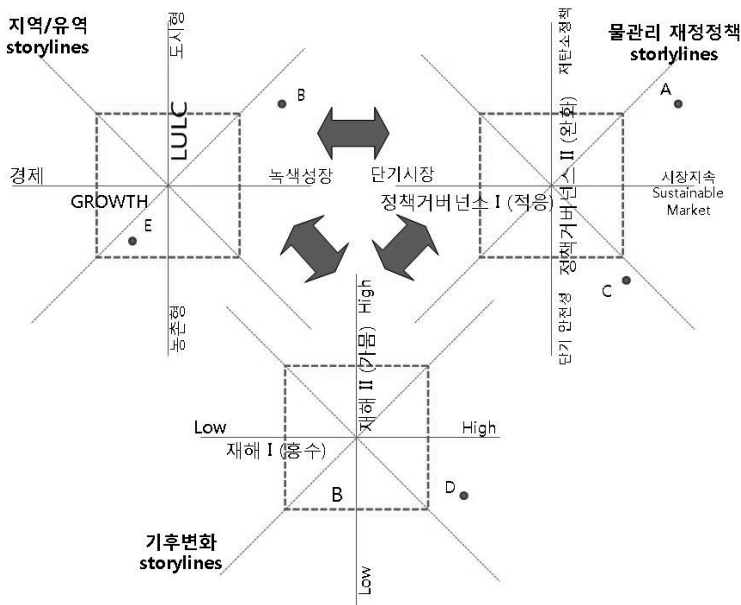 지역/유역
storylines
도시형
LULC
B
경제
녹색성장
GROWTH
E
농촌형
물관리 재정정책
storlylines
저탄소정책
A
정책거버넌스 II (완화)
단기시장
시장지속
Sustainable
Market
정책거버넌스 I (적응)
C
단기 안전성
High
재해 II (가뭄)
Low
High
재해 I (홍수)
B
D
기후변화
storylines
Low